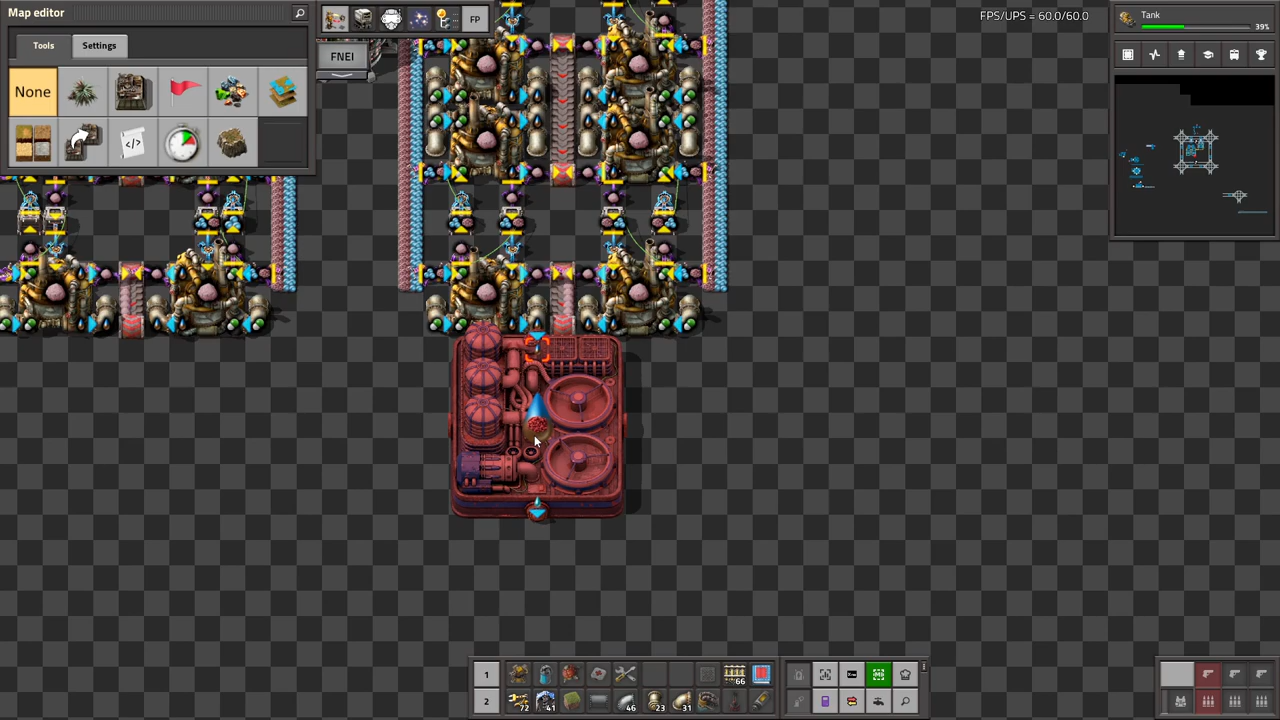 Map editor
FP
FPS/UPS = 60.0/60.0
Tank
39%
Tools
Settings
FNEI
None
</>
1
66
2
72
41
46
23
31